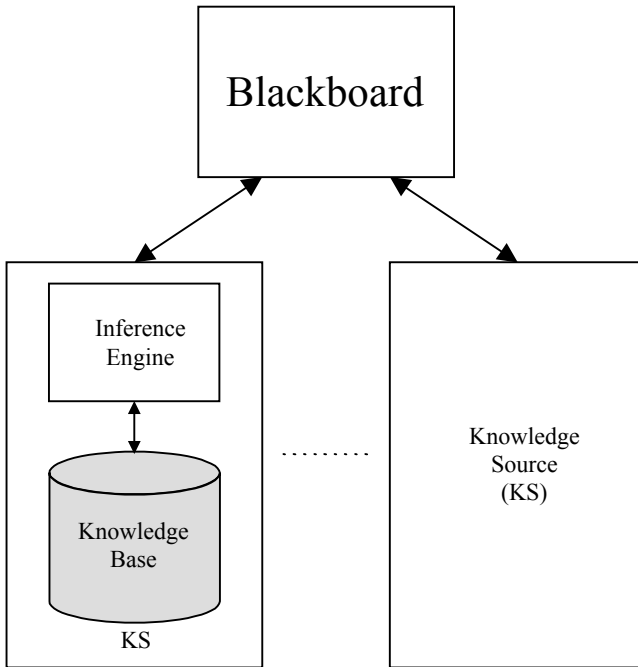 Blackboard
Inference
Engine
Knowledge
Base
KS
Knowledge
Source
(KS)